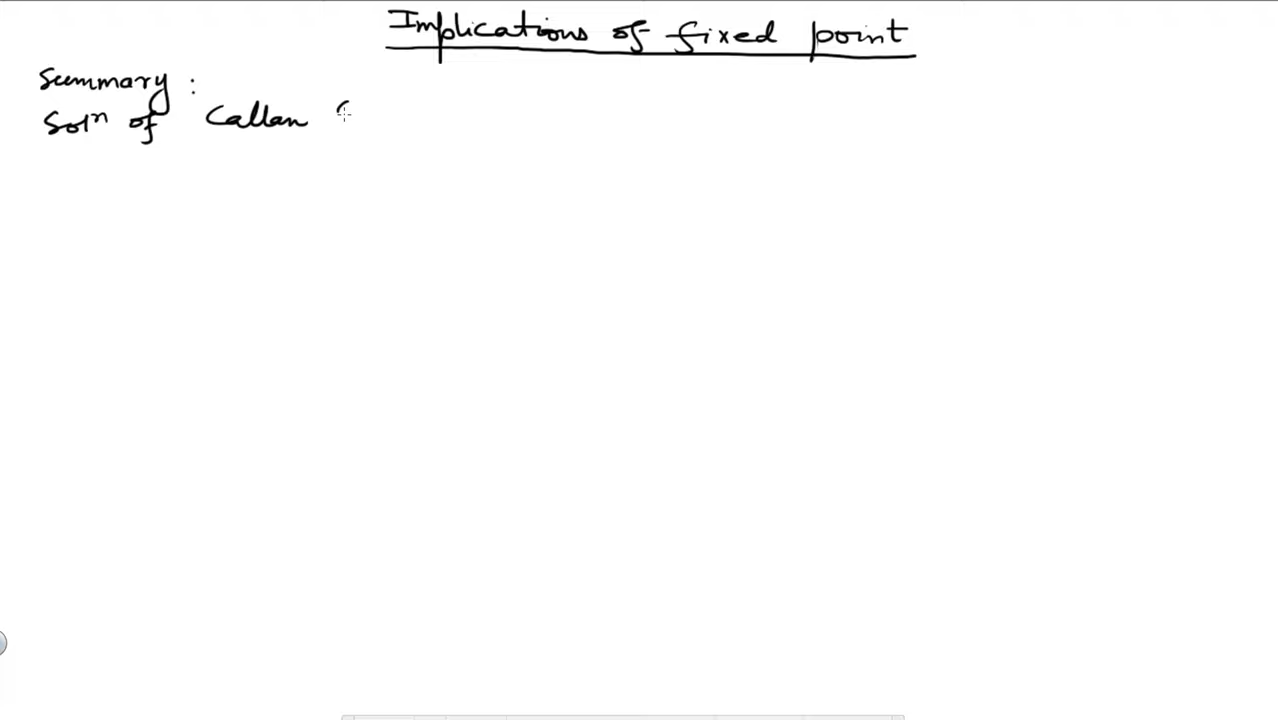 Implications of fixed point
Summary :
Solⁿ of Callan